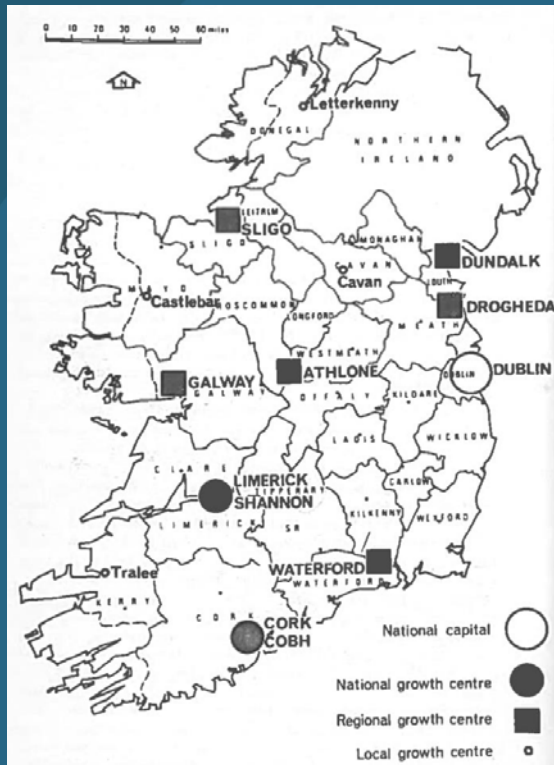 0 10 20 30 40 50 60 miles
N
Letterkenny
DONEGAL
NORTHERN
IRELAND
LEITRIM
SLIGO
SLIGO
MONAGHAN
CAVAN
Cavan
DUNDALK
LOUTH
MAYO
Castlebar
ROSCOMMON
LONGFORD
MEATH
DROGHEDA
WESTMEATH
GALWAY
GALWAY
ATHLONE
OFFALY
KILDARE
DUBLIN
DUBLIN
LAOIS
WICKLOW
CLARE
LIMERICK
SHANNON
TIPPERARY
SR
CARLOW
KILKENNY
WEXFORD
LIMERICK
WATERFORD
WATERFORD
Tralee
KERRY
CORK
CORK
COBH
National capital
National growth centre
Regional growth centre
Local growth centre